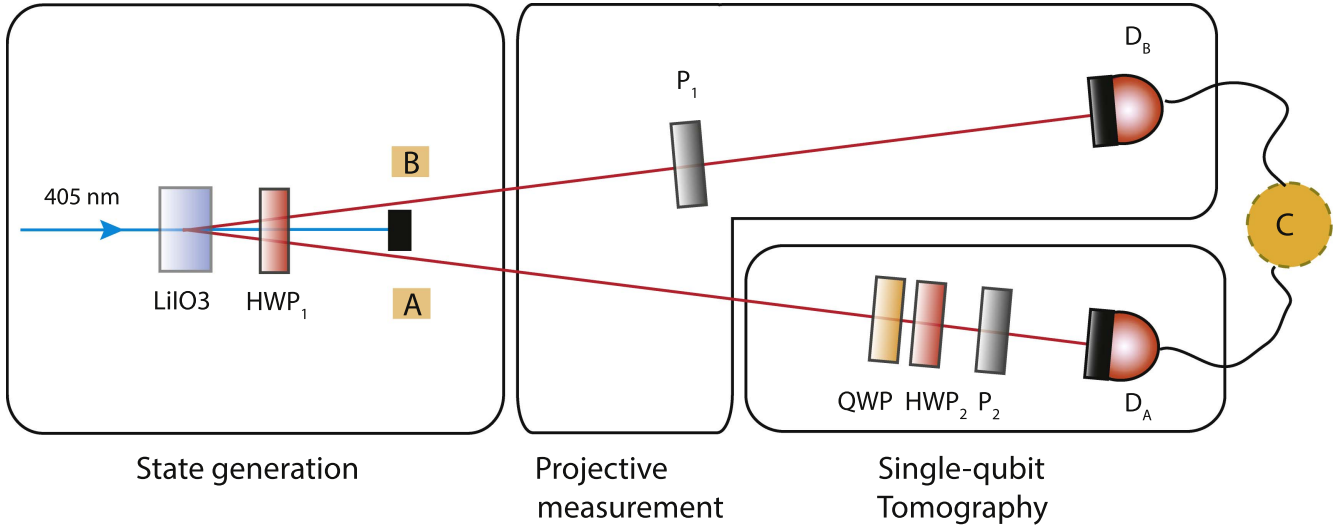 D_B
P_1
B
405 nm
C
LiIO3
HWP_1
A
QWP
HWP_2
P_2
D_A
State generation
Projective
measurement
Single-qubit
Tomography